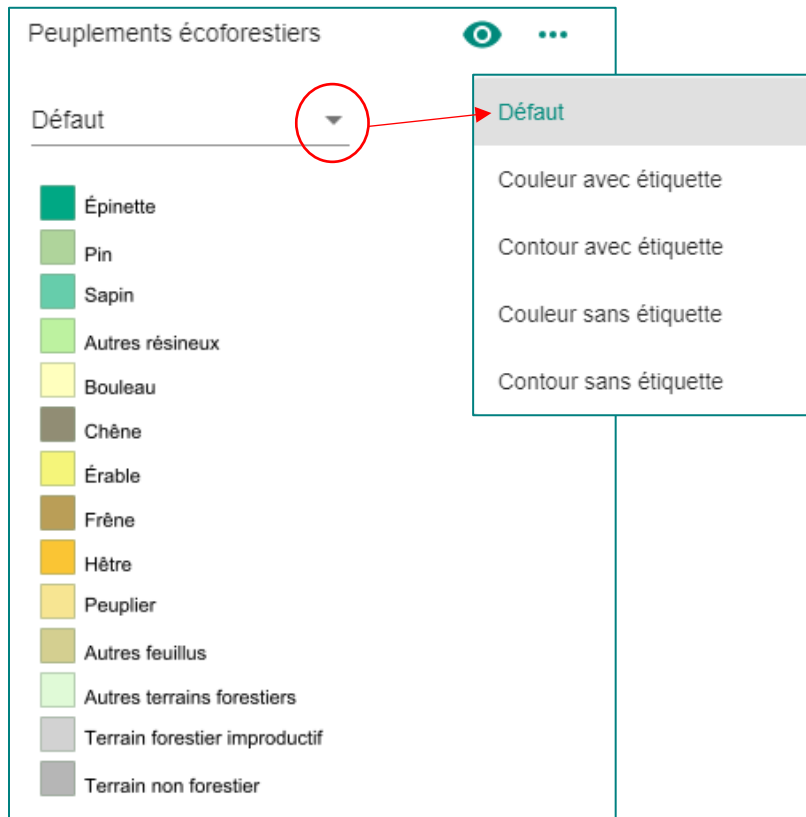 Peuplements écoforestiers
Défaut
Épinette
Pin
Sapin
Autres résineux
Bouleau
Chêne
Érable
Frêne
Hêtre
Peuplier
Autres feuillus
Autres terrains forestiers
Terrain forestier improductif
Terrain non forestier
Défaut
Couleur avec étiquette
Contour avec étiquette
Couleur sans étiquette
Contour sans étiquette